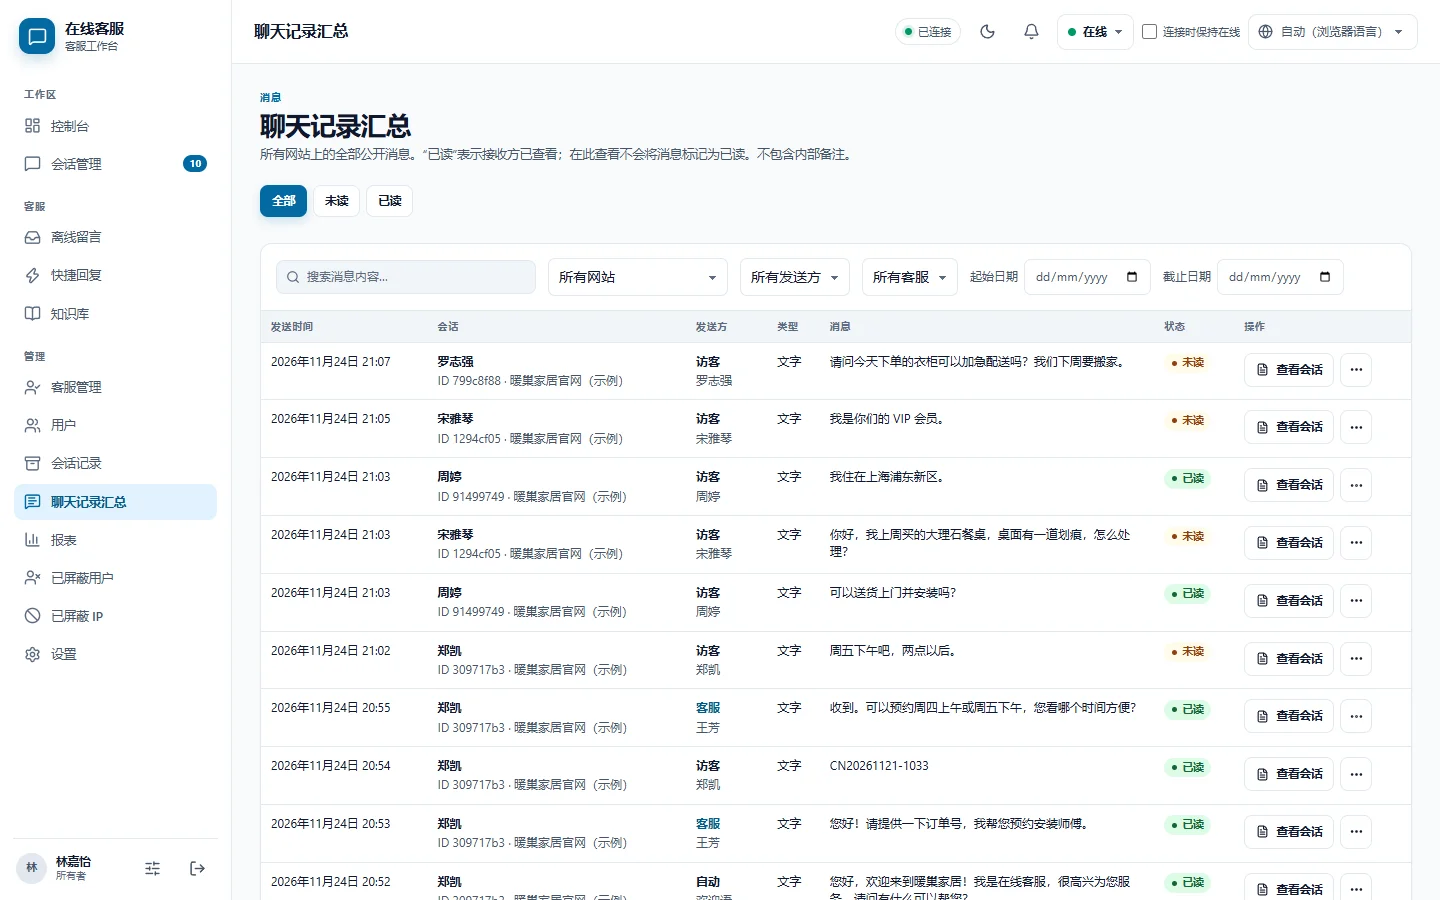 在线客服
客服工作台
工作区
控制台
会话管理
10
客服
离线留言
快捷回复
知识库
管理
客服管理
用户
会话记录
聊天记录汇总
报表
已屏蔽用户
已屏蔽 IP
设置
林
林嘉怡
所有者
聊天记录汇总
已连接
在线
连接时保持在线
自动（浏览器语言）
消息
聊天记录汇总
所有网站上的全部公开消息。“已读”表示接收方已查看；在此查看不会将消息标记为已读。不包含内部备注。
全部
未读
已读
搜索消息内容...
所有网站
所有发送方
所有客服
起始日期
dd/mm/yyyy
截止日期
dd/mm/yyyy
发送时间 会话 发送方 类型 消息 状态 操作
2026年11月24日 21:07 罗志强 访客 文字 请问今天下单的衣柜可以加急配送吗？我们下周要搬家。 未读 查看会话
ID 799c8f88 · 暖巢家居官网（示例） 罗志强
2026年11月24日 21:05 宋雅琴 访客 文字 我是你们的 VIP 会员。 未读 查看会话
ID 1294cf05 · 暖巢家居官网（示例） 宋雅琴
2026年11月24日 21:03 周婷 访客 文字 我住在上海浦东新区。 已读 查看会话
ID 91499749 · 暖巢家居官网（示例） 周婷
2026年11月24日 21:03 宋雅琴 访客 文字 你好，我上周买的大理石餐桌，桌面有一道划痕，怎么处 未读 查看会话
ID 1294cf05 · 暖巢家居官网（示例） 宋雅琴 理？
2026年11月24日 21:03 周婷 访客 文字 可以送货上门并安装吗？ 已读 查看会话
ID 91499749 · 暖巢家居官网（示例） 周婷
2026年11月24日 21:02 郑凯 访客 文字 周五下午吧，两点以后。 未读 查看会话
ID 309717b3 · 暖巢家居官网（示例） 郑凯
2026年11月24日 20:55 郑凯 客服 文字 收到。可以预约周四上午或周五下午，您看哪个时间方便？ 已读 查看会话
ID 309717b3 · 暖巢家居官网（示例） 王芳
2026年11月24日 20:54 郑凯 访客 文字 CN20261121-1033 已读 查看会话
ID 309717b3 · 暖巢家居官网（示例） 郑凯
2026年11月24日 20:53 郑凯 客服 文字 您好！请提供一下订单号，我帮您预约安装师傅。 已读 查看会话
ID 309717b3 · 暖巢家居官网（示例） 王芳
2026年11月24日 20:52 郑凯 自动 文字 您好，欢迎来到暖巢家居！我是在线客服，很高兴为您服 已读 查看会话
ID 309717b3 · 暖巢家居官网（示例） 欢迎语 务，请问有什么可以帮您？